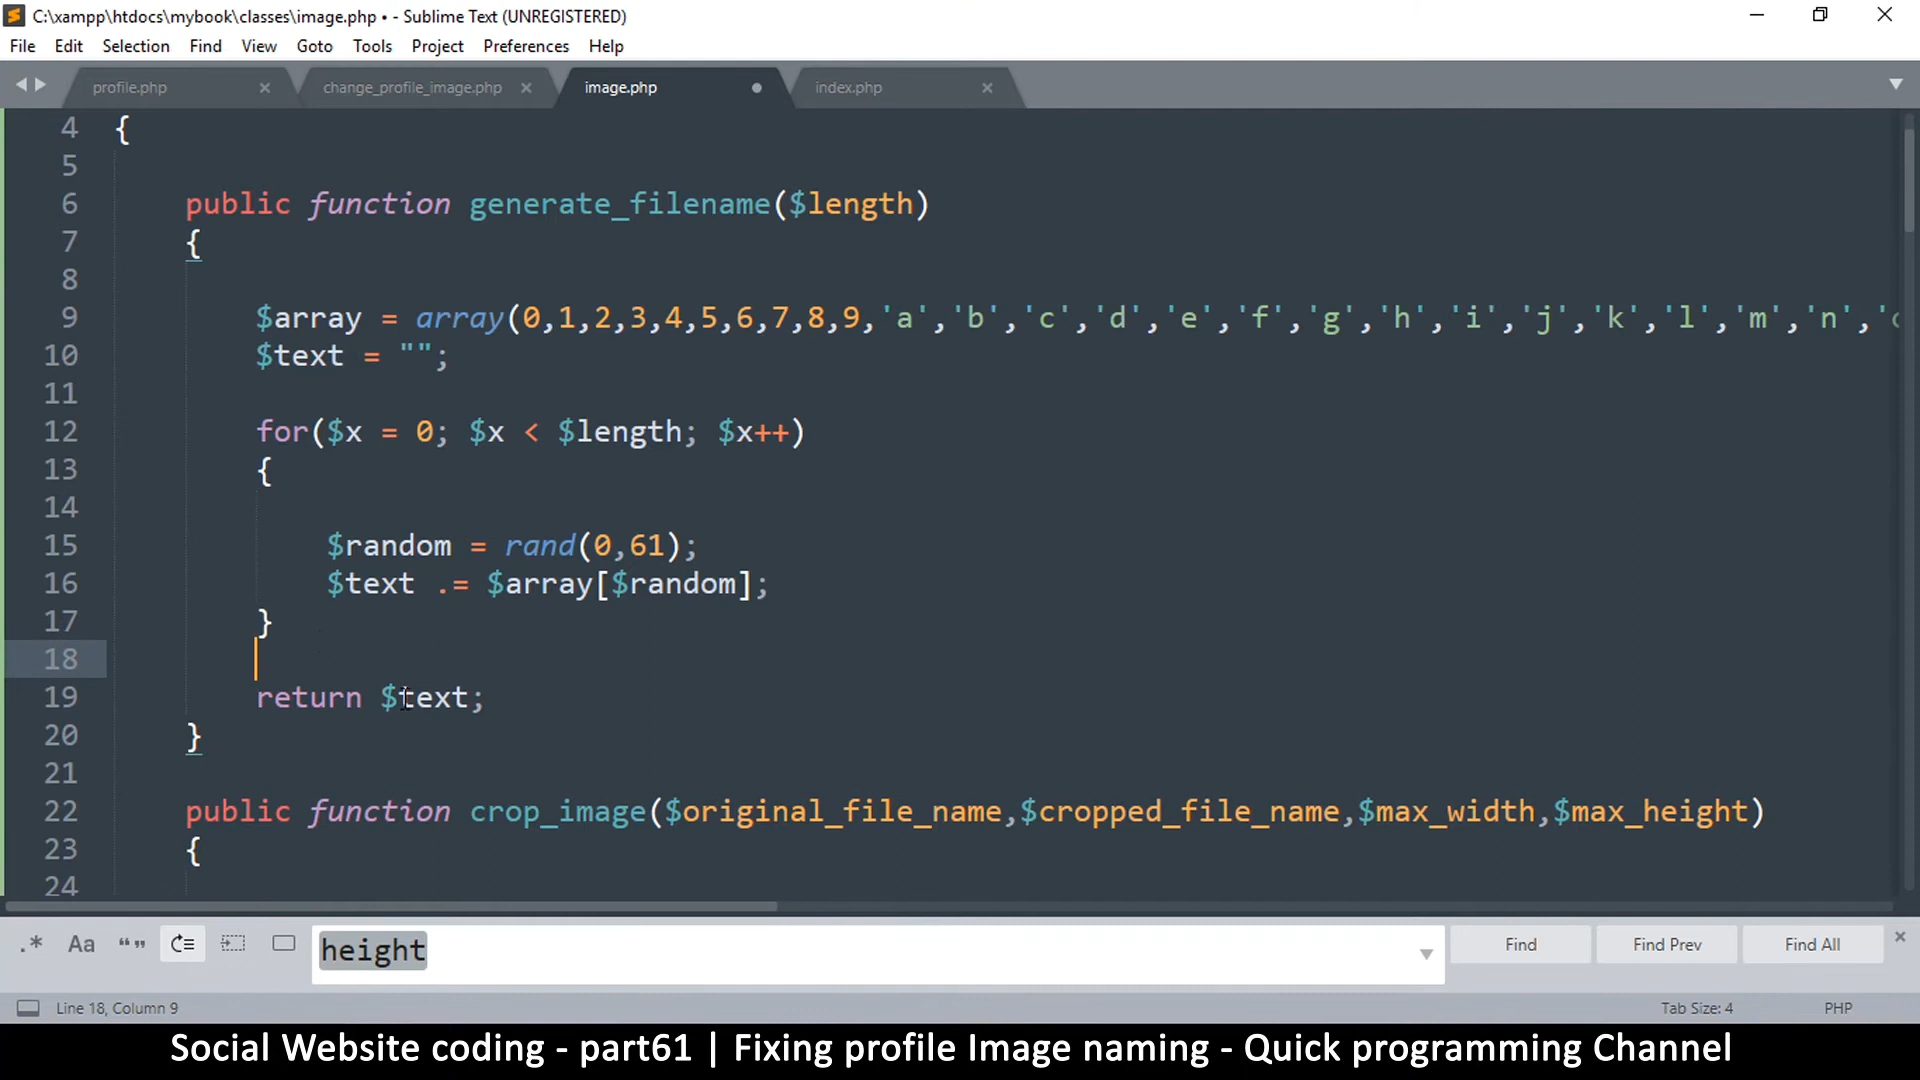 C:\xampp\htdocs\mybook\classes\image.php • - Sublime Text (UNREGISTERED)
File Edit Selection Find View Goto Tools Project Preferences Help
profile.php change_profile_image.php image.php index.php
4 {
5
6 public function generate_filename($length)
7 {
8
9 $array = array(0,1,2,3,4,5,6,7,8,9,'a','b','c','d','e','f','g','h','i','j','k','l','m','n','
10 $text = "";
11
12 for($x = 0; $x < $length; $x++)
13 {
14
15 $random = rand(0,61);
16 $text .= $array[$random];
17 }
18
19 return $text;
20 }
21
22 public function crop_image($original_file_name,$cropped_file_name,$max_width,$max_height)
23 {
24
.* Aa “” height Find Find Prev Find All
Line 18, Column 9 Tab Size: 4 PHP
Social Website coding - part61 | Fixing profile Image naming - Quick programming Channel